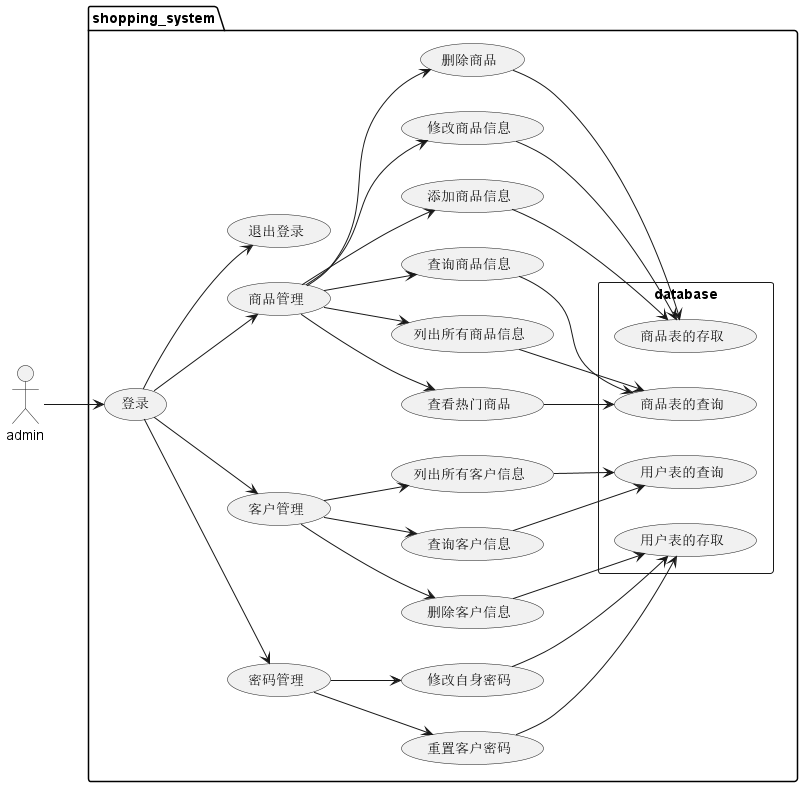 shopping_system
删除商品
修改商品信息
添加商品信息
退出登录
查询商品信息
商品管理
database
列出所有商品信息
商品表的存取
登录
查看热门商品
商品表的查询
admin
列出所有客户信息
用户表的查询
客户管理
查询客户信息
用户表的存取
删除客户信息
密码管理
修改自身密码
重置客户密码